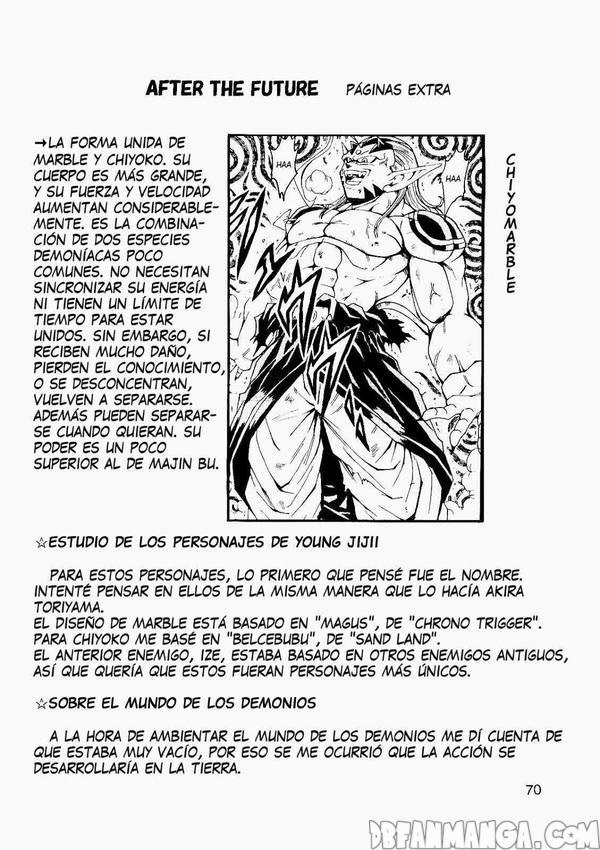 AFTER THE FUTURE PÁGINAS EXTRA
→LA FORMA UNIDA DE
MARBLE Y CHIYOKO. SU
CUERPO ES MÁS GRANDE,
Y SU FUERZA Y VELOCIDAD
AUMENTAN CONSIDERABLE-
MENTE. ES LA COMBINA-
CIÓN DE DOS ESPECIES
DEMONÍACAS POCO
COMUNES. NO NECESITAN
SINCRONIZAR SU ENERGÍA
NI TIENEN UN LÍMITE DE
TIEMPO PARA ESTAR
UNIDOS. SIN EMBARGO, SI
RECIBEN MUCHO DAÑO,
PIERDEN EL CONOCIMIENTO,
O SE DESCONCENTRAN,
VUELVEN A SEPARARSE.
ADEMÁS PUEDEN SEPARAR-
SE CUANDO QUIERAN. SU
PODER ES UN POCO
SUPERIOR AL DE MAJIN BU.
HAA
HAA
HAA
CHIYOMARBLE
☆ESTUDIO DE LOS PERSONAJES DE YOUNG JIJII
PARA ESTOS PERSONAJES, LO PRIMERO QUE PENSÉ FUE EL NOMBRE.
INTENTÉ PENSAR EN ELLOS DE LA MISMA MANERA QUE LO HACÍA AKIRA
TORIYAMA.
EL DISEÑO DE MARBLE ESTÁ BASADO EN "MAGUS", DE "CHRONO TRIGGER".
PARA CHIYOKO ME BASÉ EN "BELCEBUBU", DE "SAND LAND".
EL ANTERIOR ENEMIGO, IZE, ESTABA BASADO EN OTROS ENEMIGOS ANTIGUOS,
ASÍ QUE QUERÍA QUE ESTOS FUERAN PERSONAJES MÁS ÚNICOS.
☆SOBRE EL MUNDO DE LOS DEMONIOS
A LA HORA DE AMBIENTAR EL MUNDO DE LOS DEMONIOS ME DÍ CUENTA DE
QUE ESTABA MUY VACÍO, POR ESO SE ME OCURRIÓ QUE LA ACCIÓN SE
DESARROLLARÍA EN LA TIERRA.
70
DBFANMANGA.COM